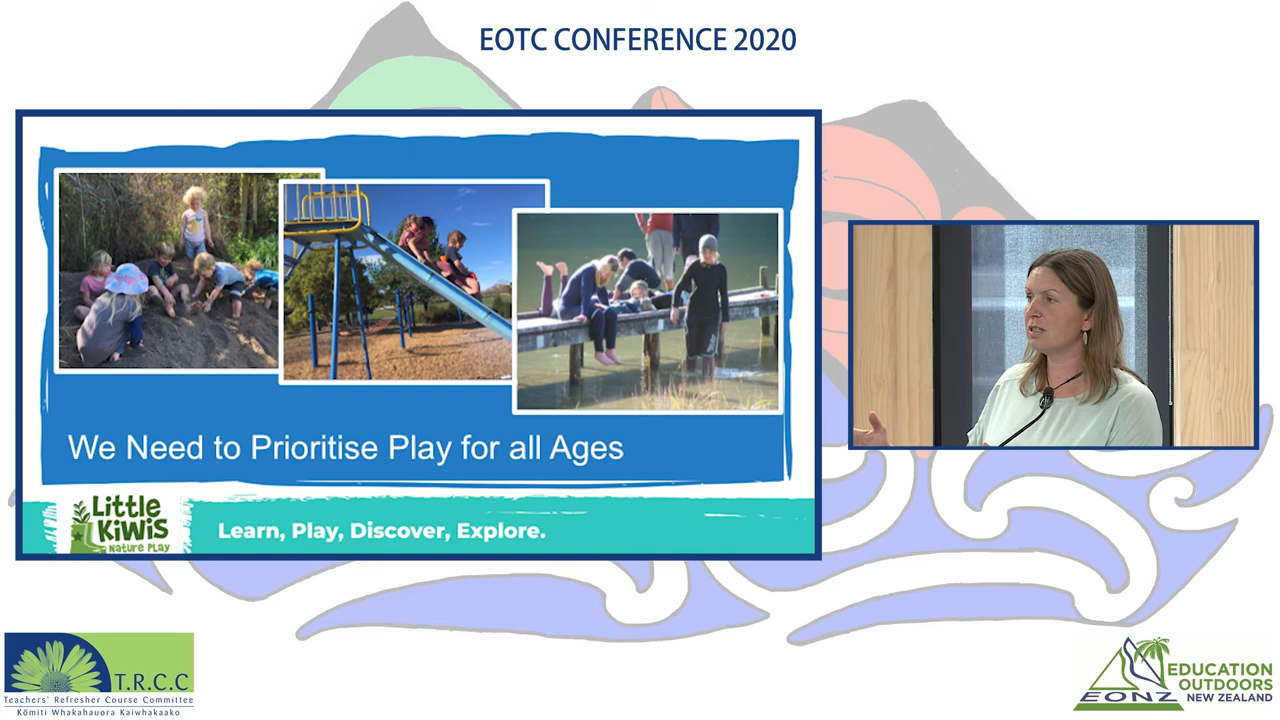 EOTC CONFERENCE 2020
We Need to Prioritise Play for all Ages
Little
Kiwis
NATURE PLAY
Learn, Play, Discover, Explore.
T.R.C.C
Teachers' Refresher Course Committee
Kōmiti Whakahauora Kaiwhakaako
EONZ
EDUCATION
OUTDOORS
NEW ZEALAND